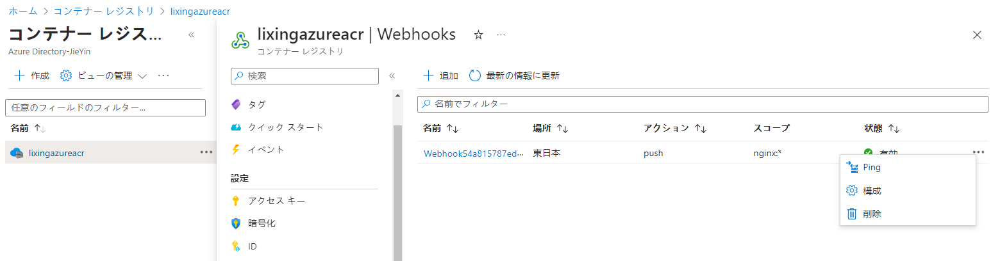 ホーム > コンテナー レジストリ > lixingazureacr
コンテナー レジス... «
Azure Directory-JieYin
+ 作成 ビューの管理 ...
任意のフィールドのフィルター...
名前 ↑↓
lixingazureacr ...
lixingazureacr | Webhooks ☆ ...
コンテナー レジストリ
検索 «
タグ
クイック スタート
イベント
設定
アクセス キー
暗号化
ID
+ 追加 最新の情報に更新
名前でフィルター
名前 ↑↓ 場所 ↑↓ アクション ↑↓ スコープ 状態 ↑↓
Webhook54a815787ed... 東日本 push nginx:* 有効 ...
Ping
構成
削除